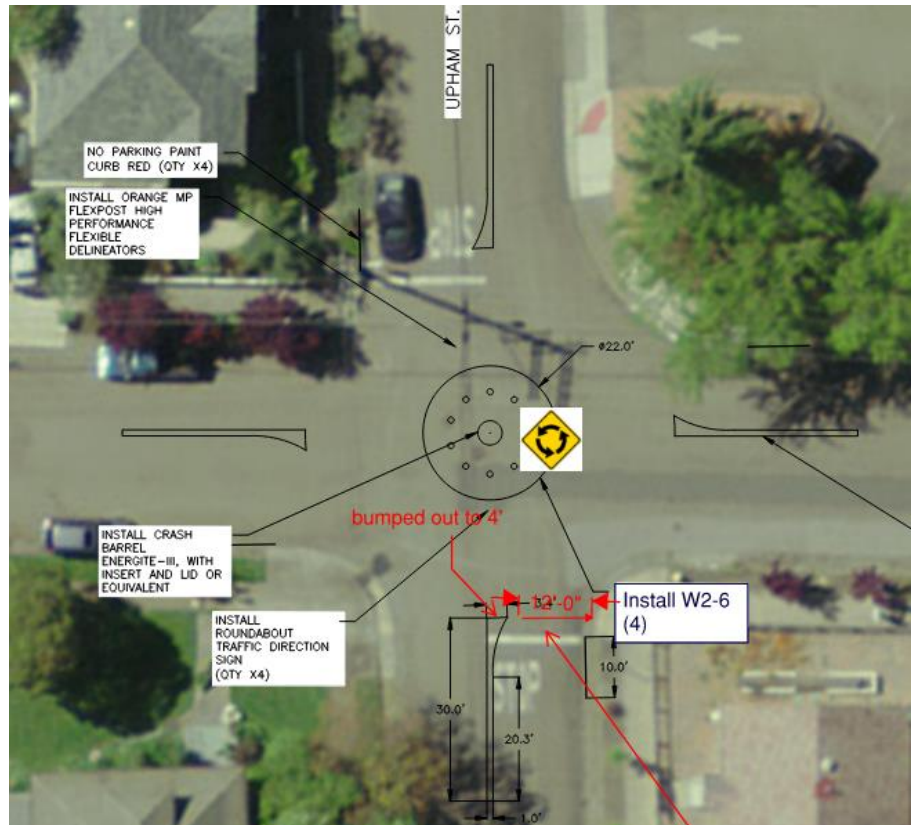 UPHAM ST.
NO PARKING PAINT
CURB RED (QTY X4)
INSTALL ORANGE MP
FLEXPOST HIGH
PERFORMANCE
FLEXIBLE
DELINEATORS
ø22.0'
bumped out to 4'
INSTALL CRASH
BARREL
ENERGITE-III, WITH
INSERT AND LID OR
EQUIVALENT
12'-0"
Install W2-6
(4)
INSTALL
ROUNDABOUT
TRAFFIC DIRECTION
SIGN
(QTY X4)
10.0'
30.0'
20.3'
1.0'